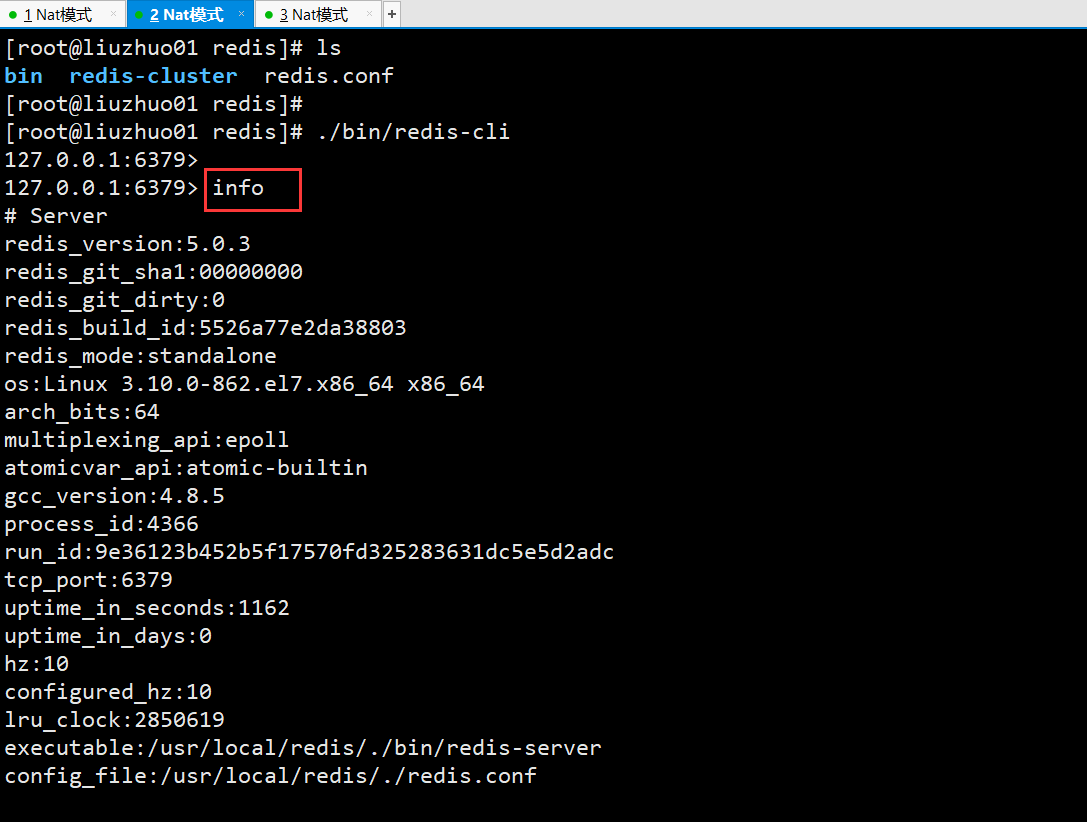 1 Nat模式 × 2 Nat模式 × 3 Nat模式 × +
[root@liuzhuo01 redis]# ls
bin  redis-cluster  redis.conf
[root@liuzhuo01 redis]#
[root@liuzhuo01 redis]# ./bin/redis-cli
127.0.0.1:6379>
127.0.0.1:6379> info
# Server
redis_version:5.0.3
redis_git_sha1:00000000
redis_git_dirty:0
redis_build_id:5526a77e2da38803
redis_mode:standalone
os:Linux 3.10.0-862.el7.x86_64 x86_64
arch_bits:64
multiplexing_api:epoll
atomicvar_api:atomic-builtin
gcc_version:4.8.5
process_id:4366
run_id:9e36123b452b5f17570fd325283631dc5e5d2adc
tcp_port:6379
uptime_in_seconds:1162
uptime_in_days:0
hz:10
configured_hz:10
lru_clock:2850619
executable:/usr/local/redis/./bin/redis-server
config_file:/usr/local/redis/./redis.conf